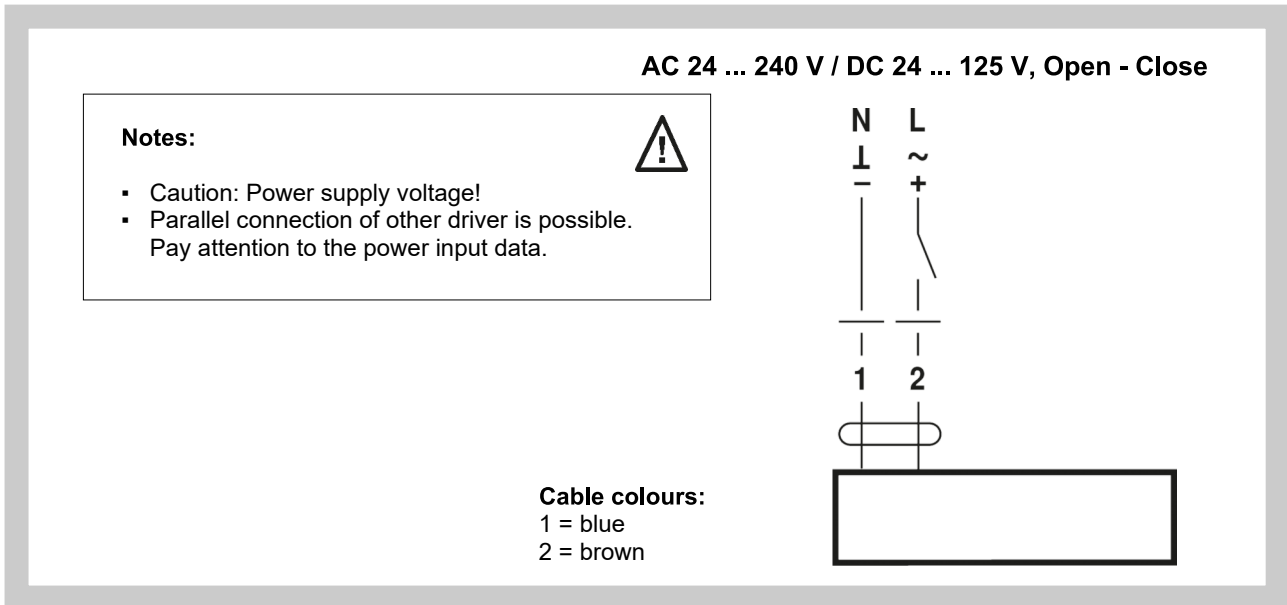 AC 24 ... 240 V / DC 24 ... 125 V, Open - Close
Notes:
▪ Caution: Power supply voltage!
▪ Parallel connection of other driver is possible.
Pay attention to the power input data.
N L
⊥ ~
– +
1 2
Cable colours:
1 = blue
2 = brown